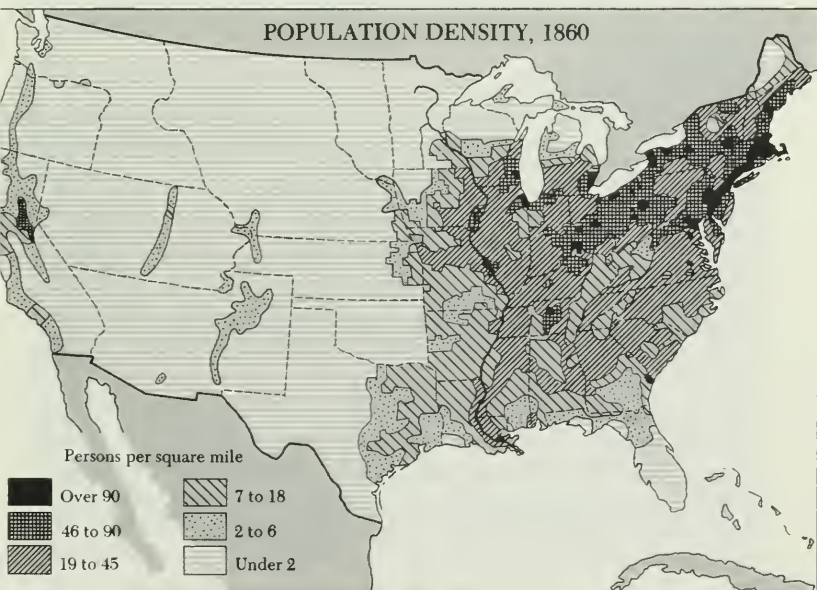 POPULATION DENSITY, 1860
Persons per square mile
Over 90
46 to 90
19 to 45
7 to 18
2 to 6
Under 2